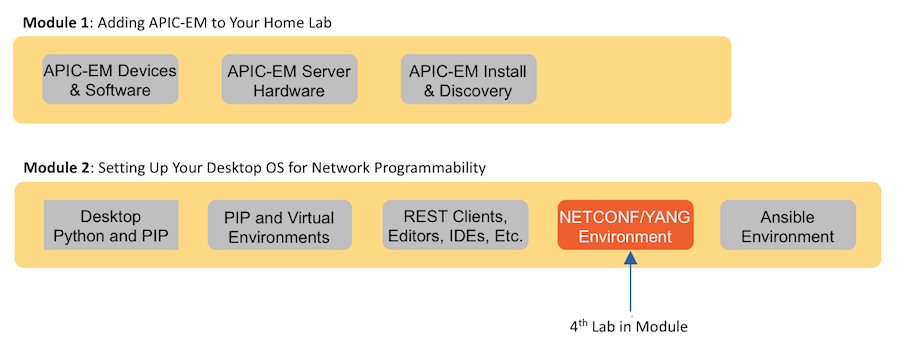 Module 1: Adding APIC-EM to Your Home Lab
APIC-EM Devices
& Software
APIC-EM Server
Hardware
APIC-EM Install
& Discovery
Module 2: Setting Up Your Desktop OS for Network Programmability
Desktop
Python and PIP
PIP and Virtual
Environments
REST Clients,
Editors, IDEs, Etc.
NETCONF/YANG
Environment
Ansible
Environment
4th Lab in Module